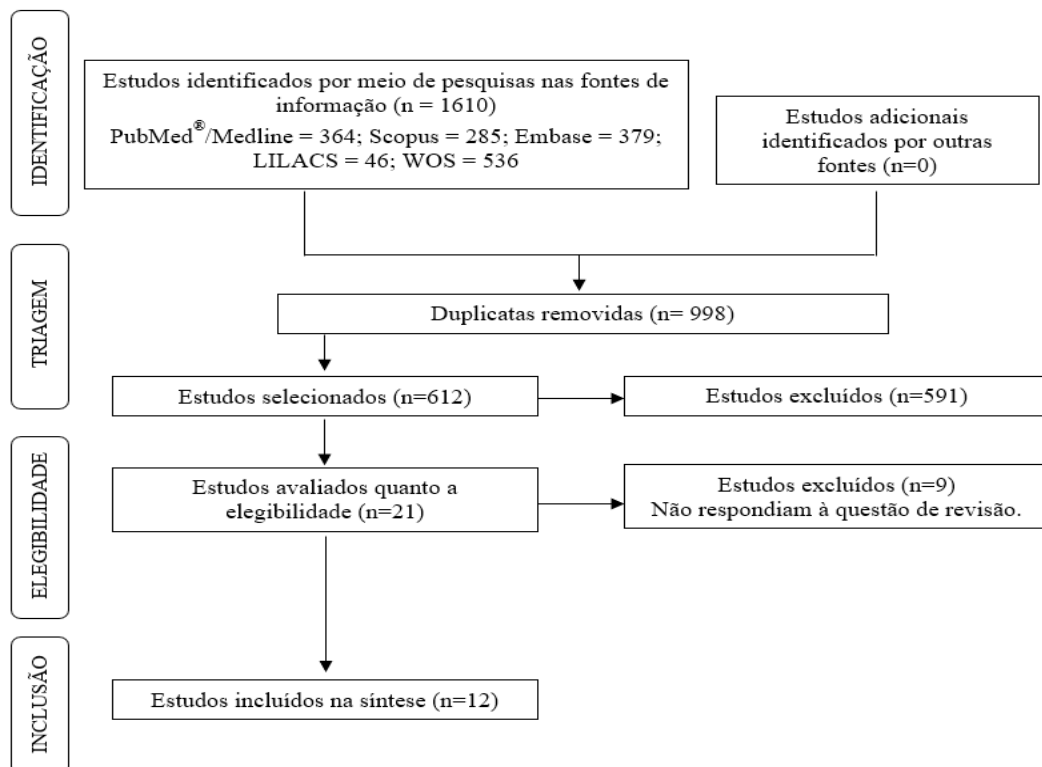 IDENTIFICAÇÃO
Estudos identificados por meio de pesquisas nas fontes de
informação (n = 1610)
PubMed®/Medline = 364; Scopus = 285; Embase = 379;
LILACS = 46; WOS = 536
Estudos adicionais
identificados por outras
fontes (n=0)
TRIAGEM
Duplicatas removidas (n= 998)
Estudos selecionados (n=612)
Estudos excluídos (n=591)
ELEGIBILIDADE
Estudos avaliados quanto a
elegibilidade (n=21)
Estudos excluídos (n=9)
Não respondiam à questão de revisão.
INCLUSÃO
Estudos incluídos na síntese (n=12)